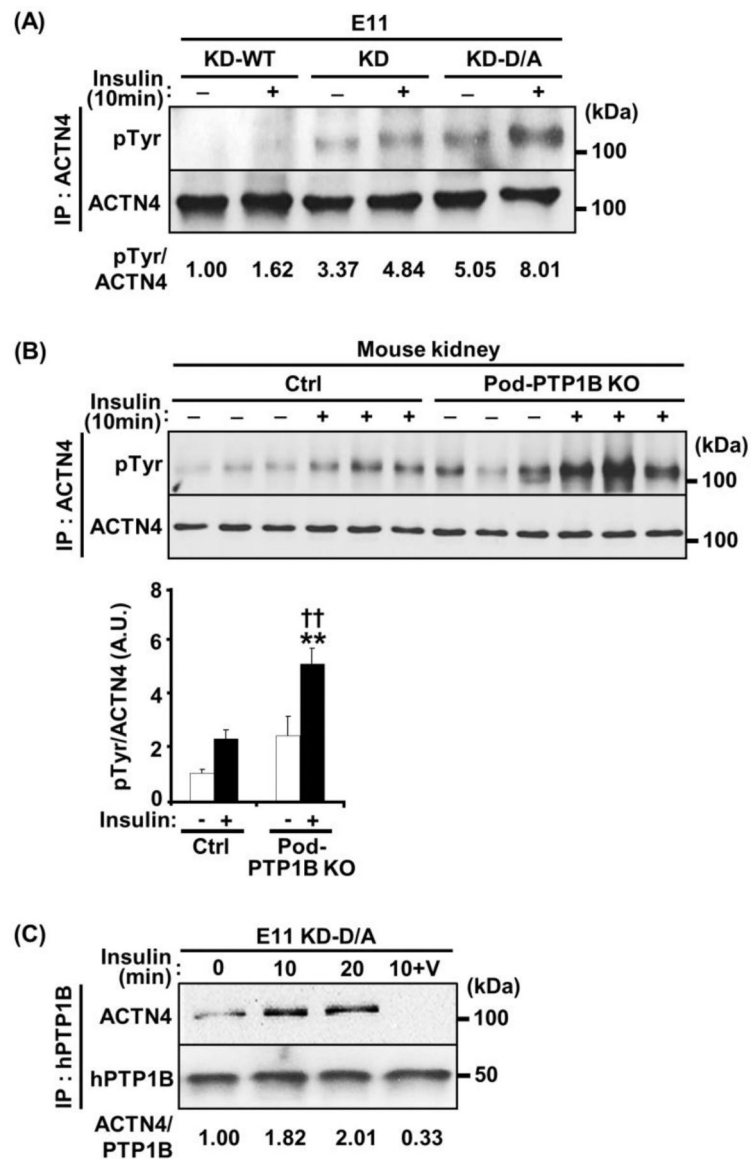 (A)
E11
KD-WT KD KD-D/A
Insulin
(10min) : – + – + – +
(kDa)
pTyr
100
IP : ACTN4
ACTN4
100
pTyr/
ACTN4 1.00 1.62 3.37 4.84 5.05 8.01
(B)
Mouse kidney
Ctrl Pod-PTP1B KO
Insulin
(10min) : – – – + + + – – – + + +
(kDa)
pTyr
100
IP : ACTN4
ACTN4
100
pTyr/ACTN4 (A.U.)
8
6
4
2
0
††
**
Insulin: - + - +
Ctrl Pod-
PTP1B KO
(C)
E11 KD-D/A
Insulin
(min) : 0 10 20 10+V
(kDa)
ACTN4
100
IP : hPTP1B
hPTP1B
50
ACTN4/
PTP1B 1.00 1.82 2.01 0.33